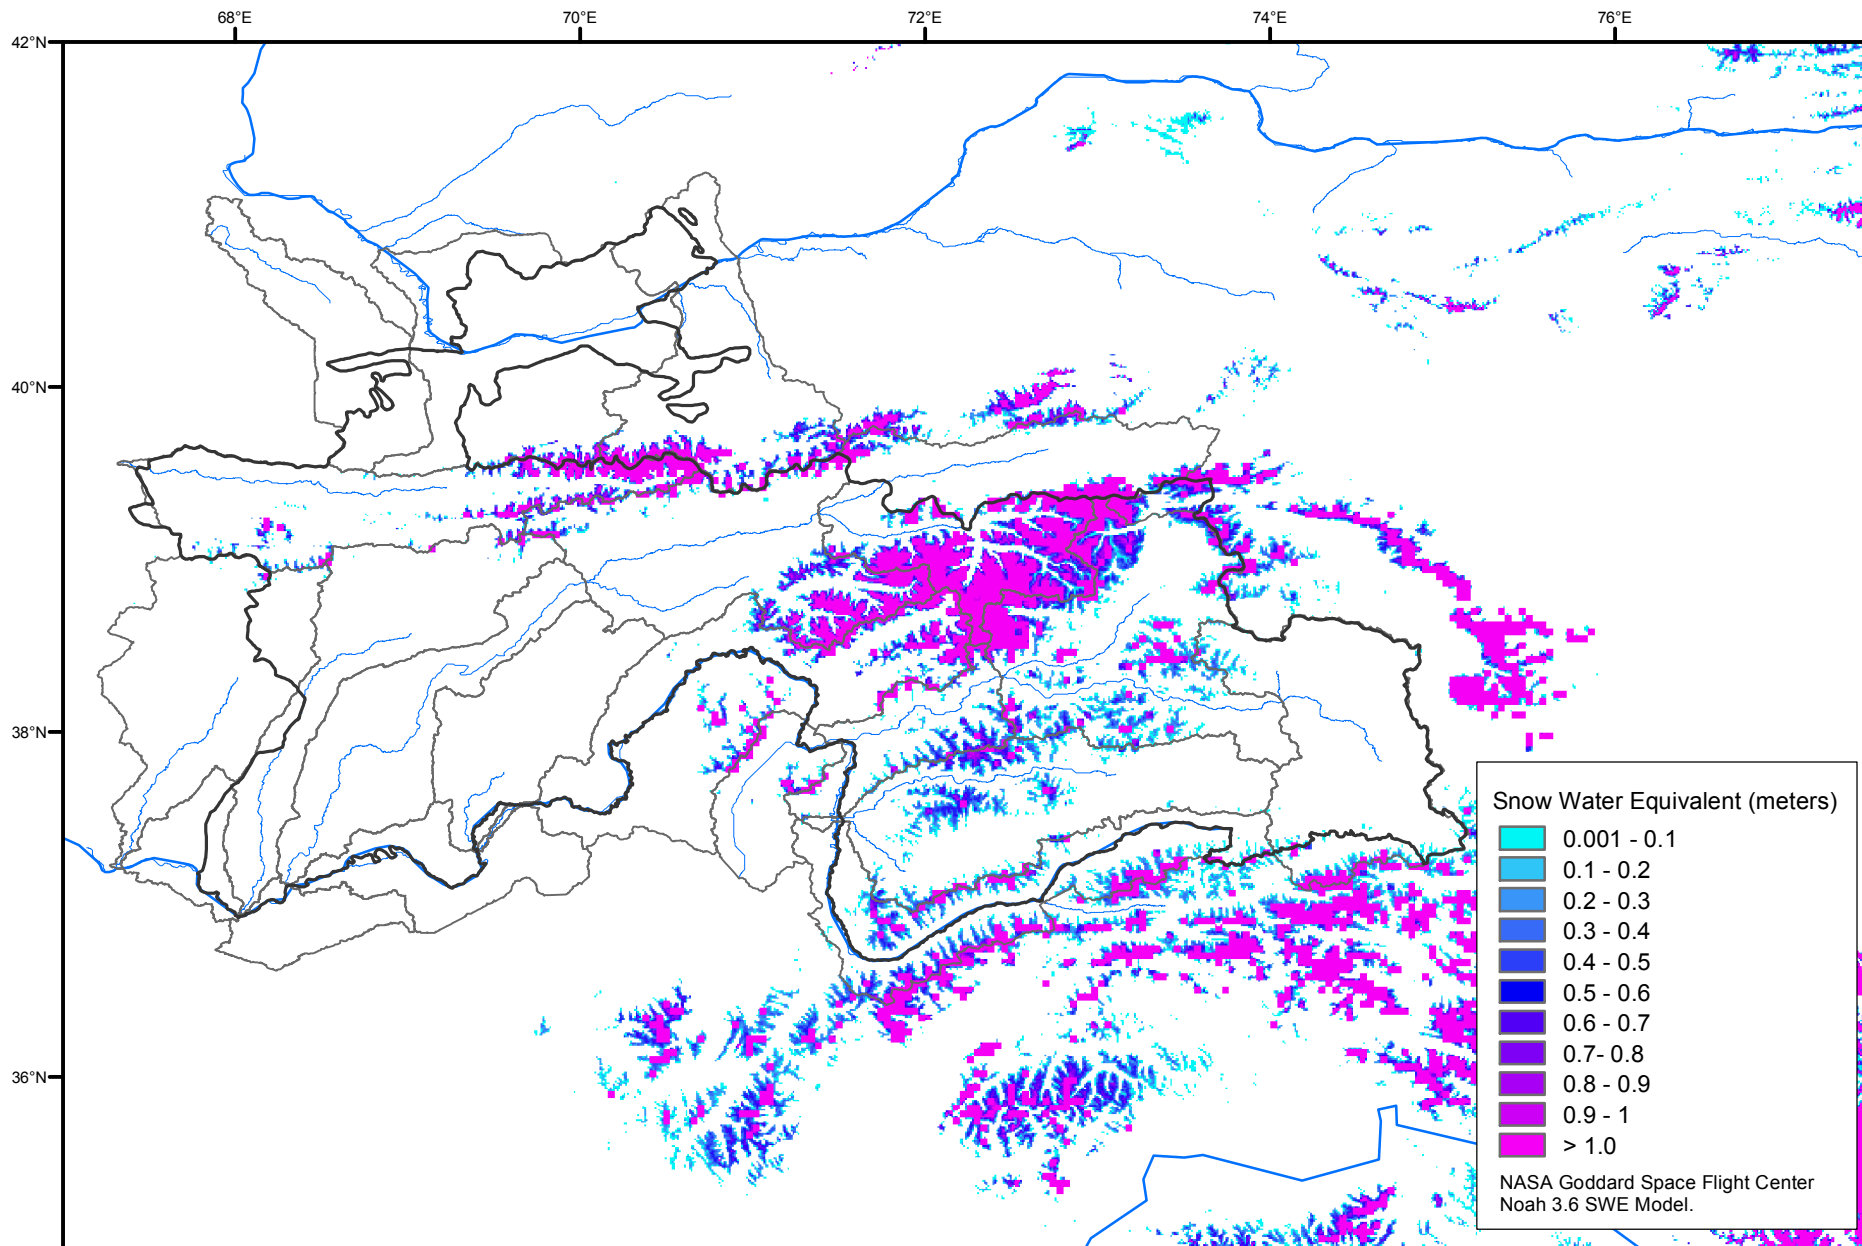 68°E
70°E
72°E
74°E
76°E
42°N
40°N
38°N
36°N
Snow Water Equivalent (meters)
0.001 - 0.1
0.1 - 0.2
0.2 - 0.3
0.3 - 0.4
0.4 - 0.5
0.5 - 0.6
0.6 - 0.7
0.7- 0.8
0.8 - 0.9
0.9 - 1
> 1.0
NASA Goddard Space Flight Center
Noah 3.6 SWE Model.